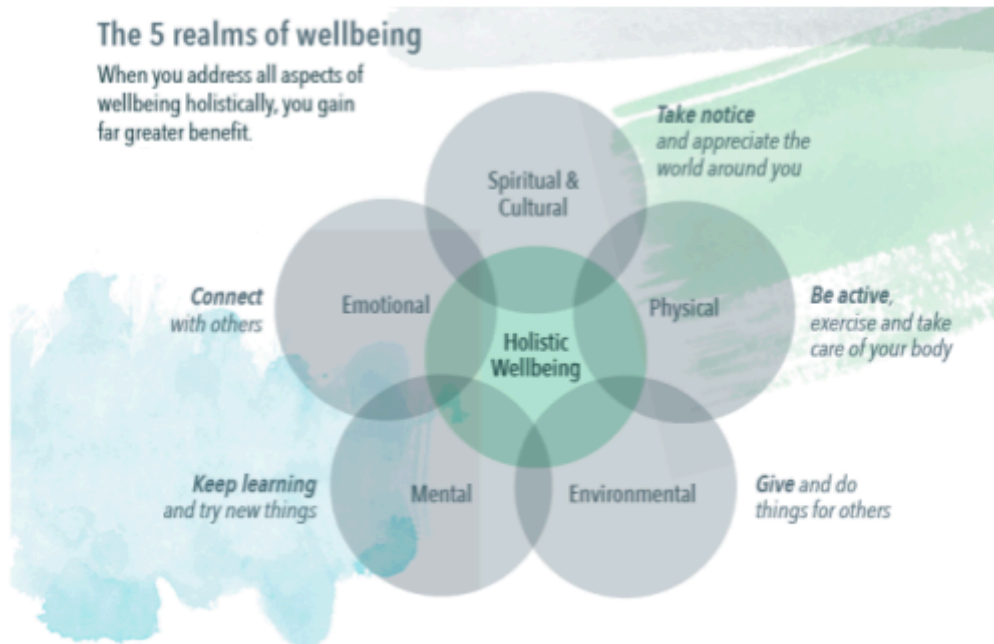 The 5 realms of wellbeing
When you address all aspects of
wellbeing holistically, you gain
far greater benefit.
Take notice
and appreciate the
world around you
Spiritual &
Cultural
Connect
with others
Emotional
Physical
Be active,
exercise and take
care of your body
Holistic
Wellbeing
Keep learning
and try new things
Mental
Environmental
Give and do
things for others